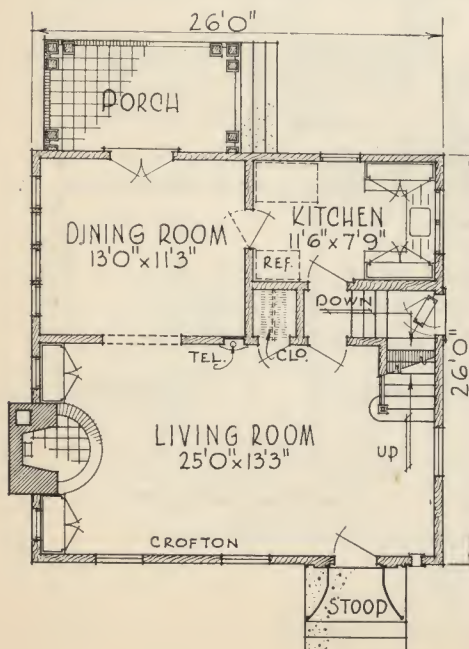 26'0"
PORCH
DINING ROOM
13'0"x11'3"
KITCHEN
11'6"x7'9"
REF.
DOWN
TEL.
CLO.
26'0"
LIVING ROOM
25'0"x13'3"
UP
CROFTON
STOOP